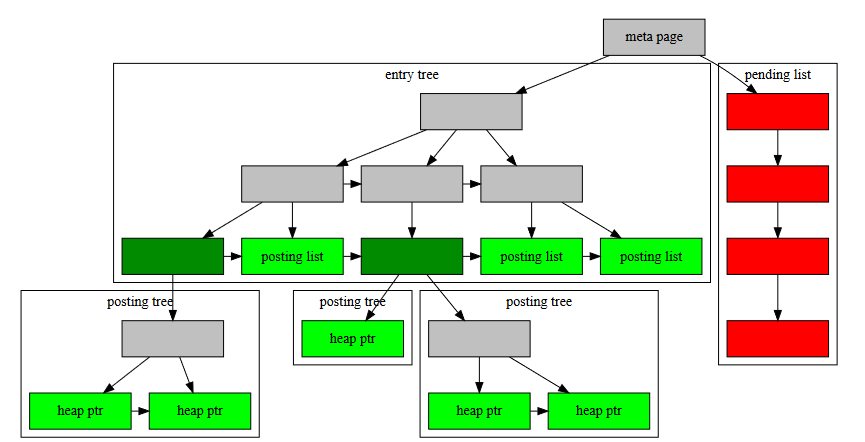 meta page
entry tree
pending list
posting list
posting list
posting list
posting tree
posting tree
posting tree
heap ptr
heap ptr
heap ptr
heap ptr
heap ptr